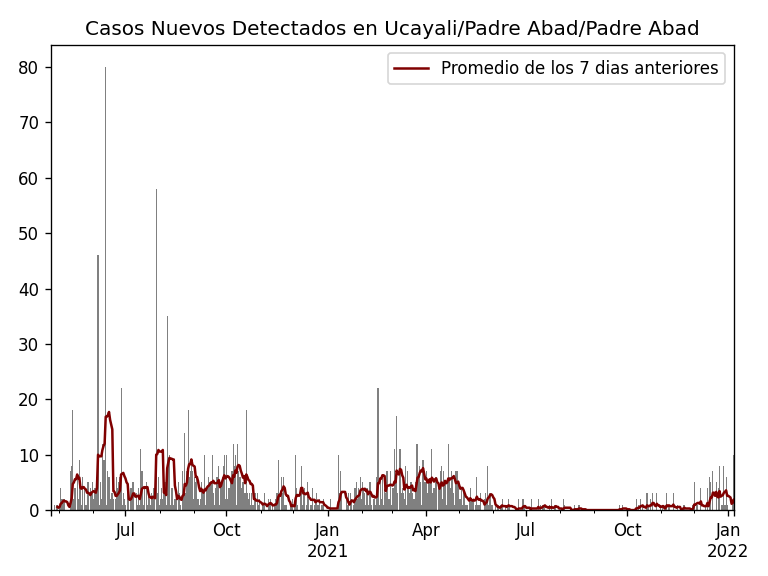 Casos Nuevos Detectados en Ucayali/Padre Abad/Padre Abad
Promedio de los 7 dias anteriores
80
70
60
50
40
30
20
10
0
Jul
Oct
Jan
2021
Apr
Jul
Oct
Jan
2022